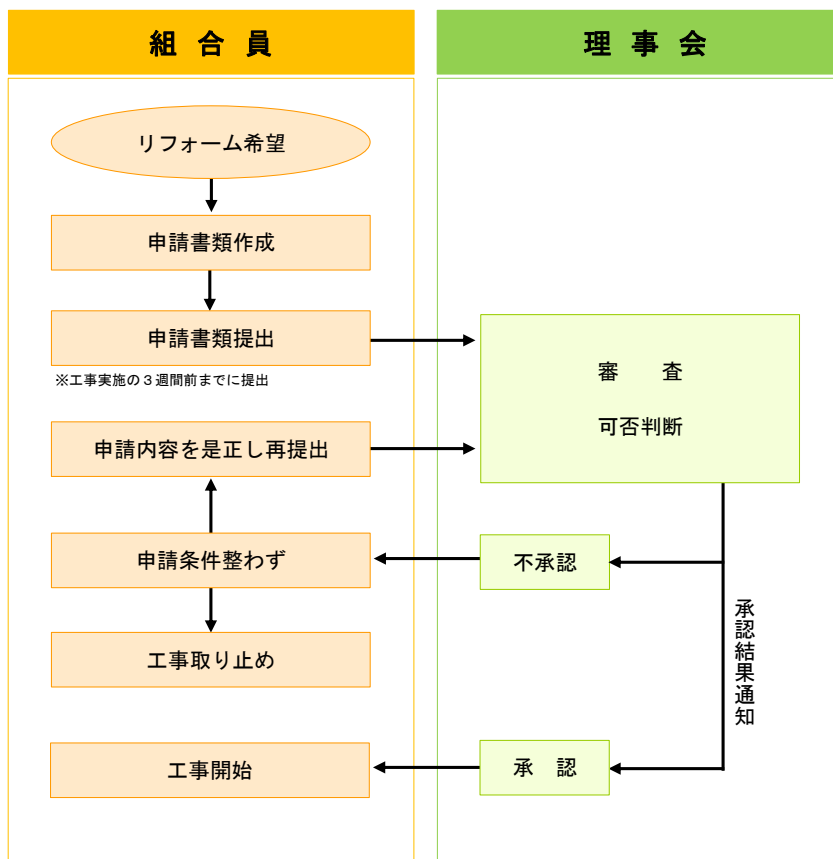 組 合 員
理 事 会
リフォーム希望
申請書類作成
申請書類提出
※工事実施の３週間前までに提出
審　　査
可否判断
申請内容を是正し再提出
申請条件整わず
不承認
工事取り止め
承認結果通知
工事開始
承　認